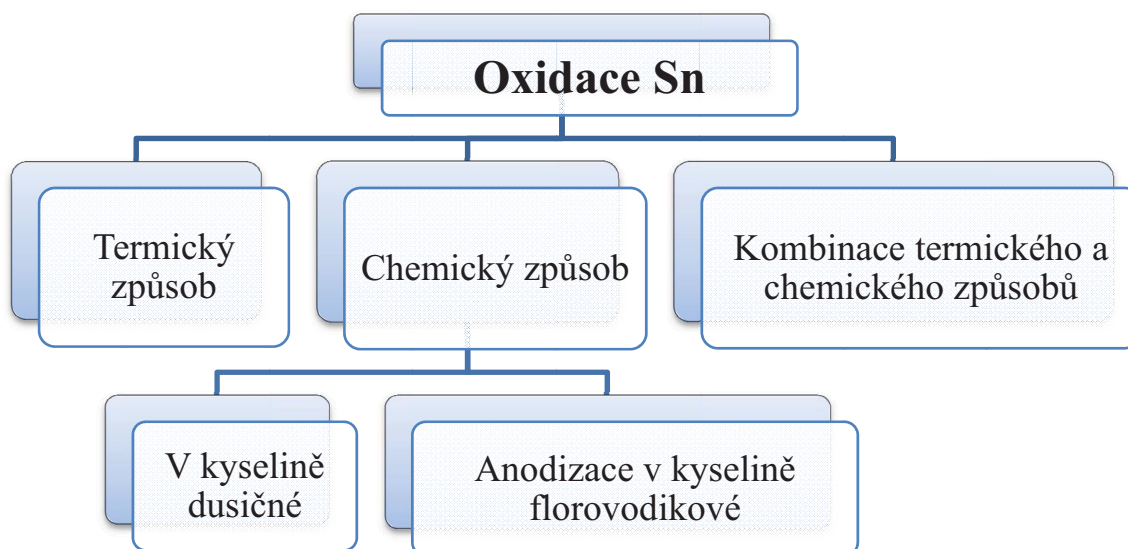 Oxidace Sn
Termický
způsob
Chemický způsob
Kombinace termického a
chemického způsobů
V kyselině
dusičné
Anodizace v kyselině
florovodikové